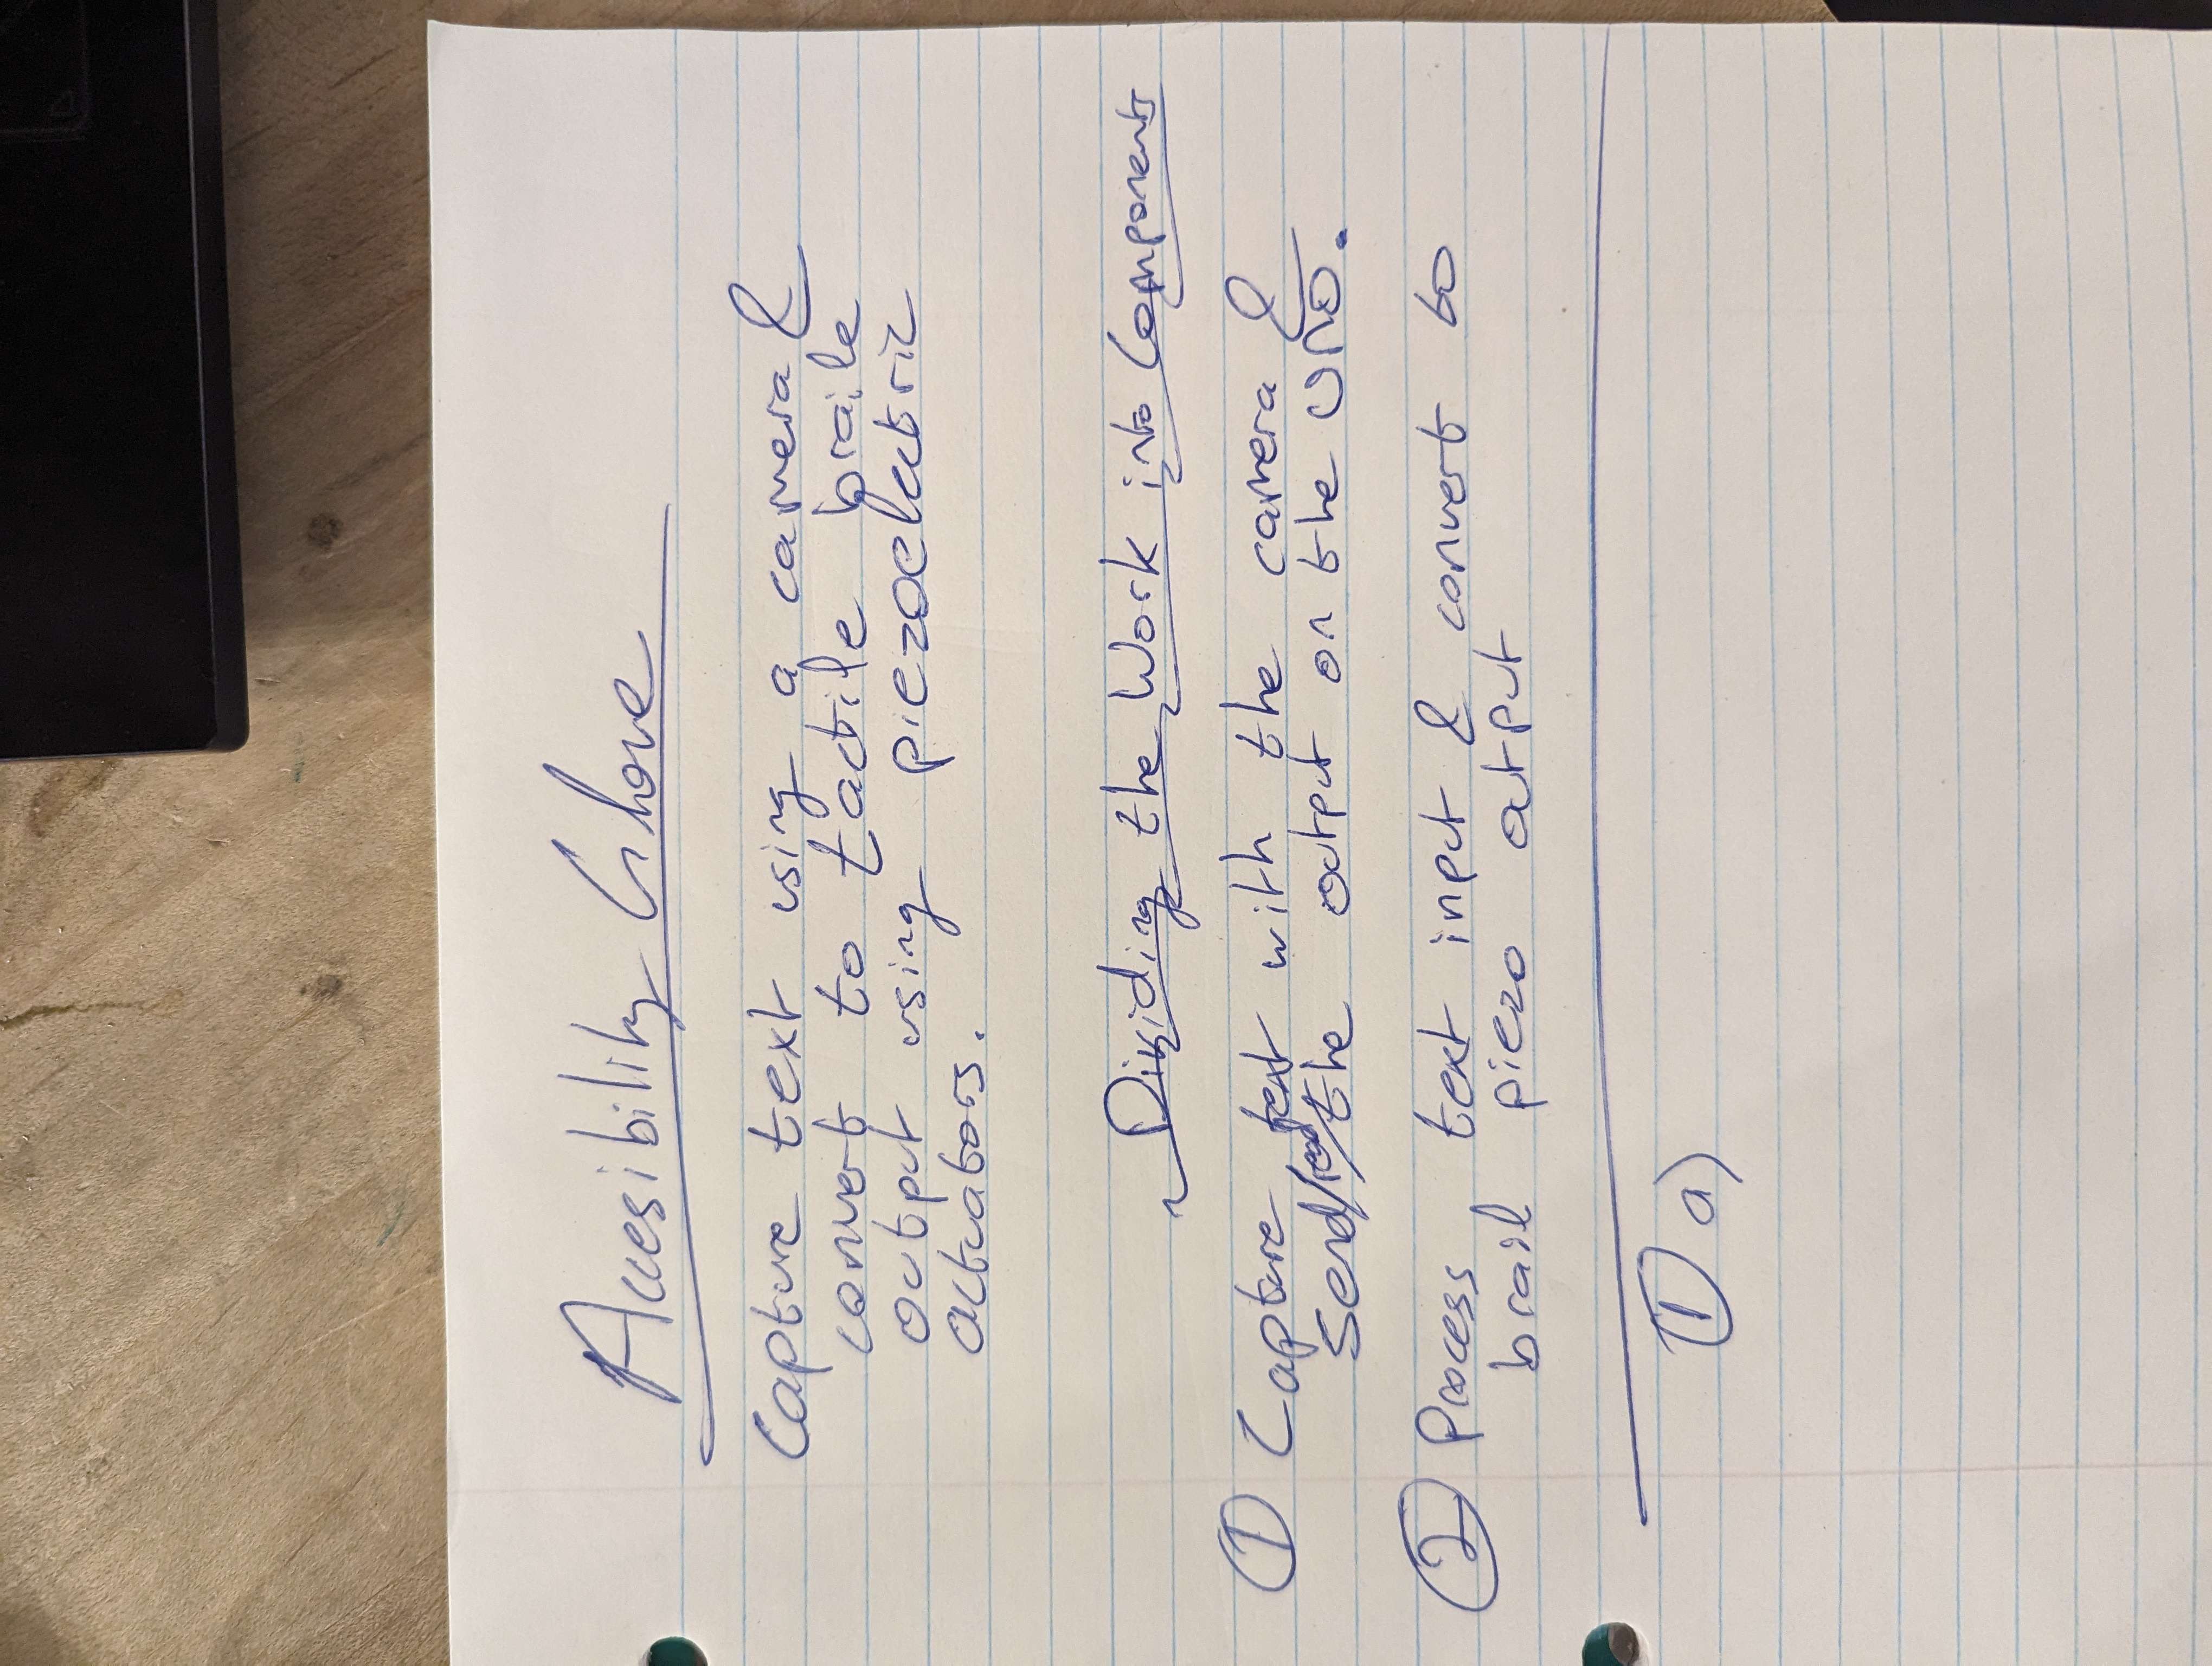 Accesibility Glove
Capture text using a camera &
convert to tactile braile
output using piezoelectric
actuators.
Dividing the Work into Components
① Capture text with the camera &
Send/read/the output on the UNO.
② Process text input & convert to
brail piezo output
① a)